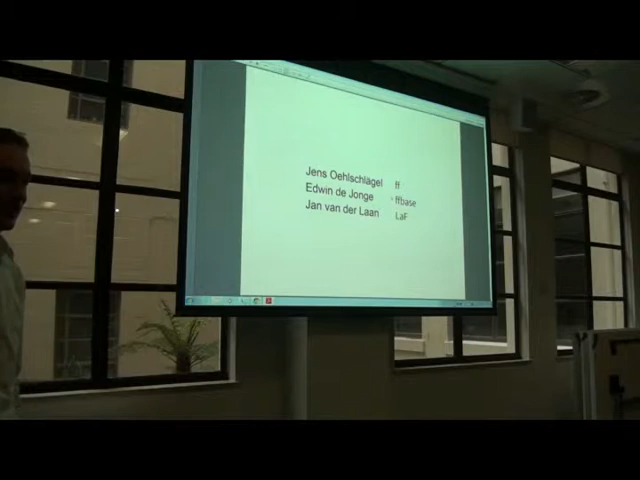 Jens Oehlschlägel ff
Edwin de Jonge ffbase
Jan van der Laan LaF